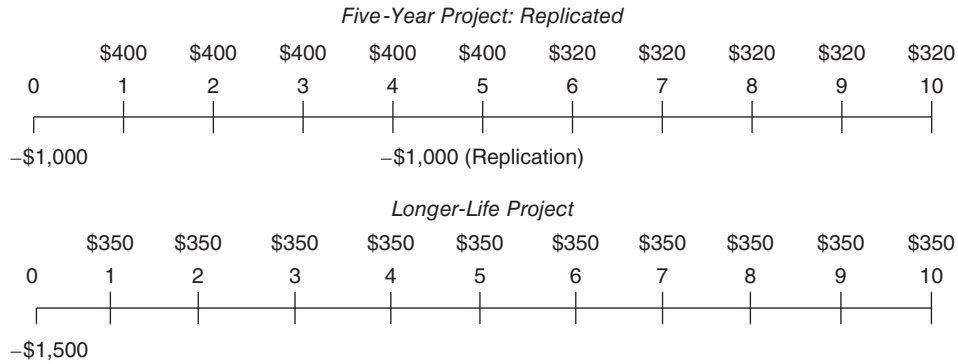 Five-Year Project: Replicated
$400 $400 $400 $400 $400 $320 $320 $320 $320 $320
0 1 2 3 4 5 6 7 8 9 10
–$1,000 –$1,000 (Replication)
Longer-Life Project
$350 $350 $350 $350 $350 $350 $350 $350 $350 $350
0 1 2 3 4 5 6 7 8 9 10
–$1,500